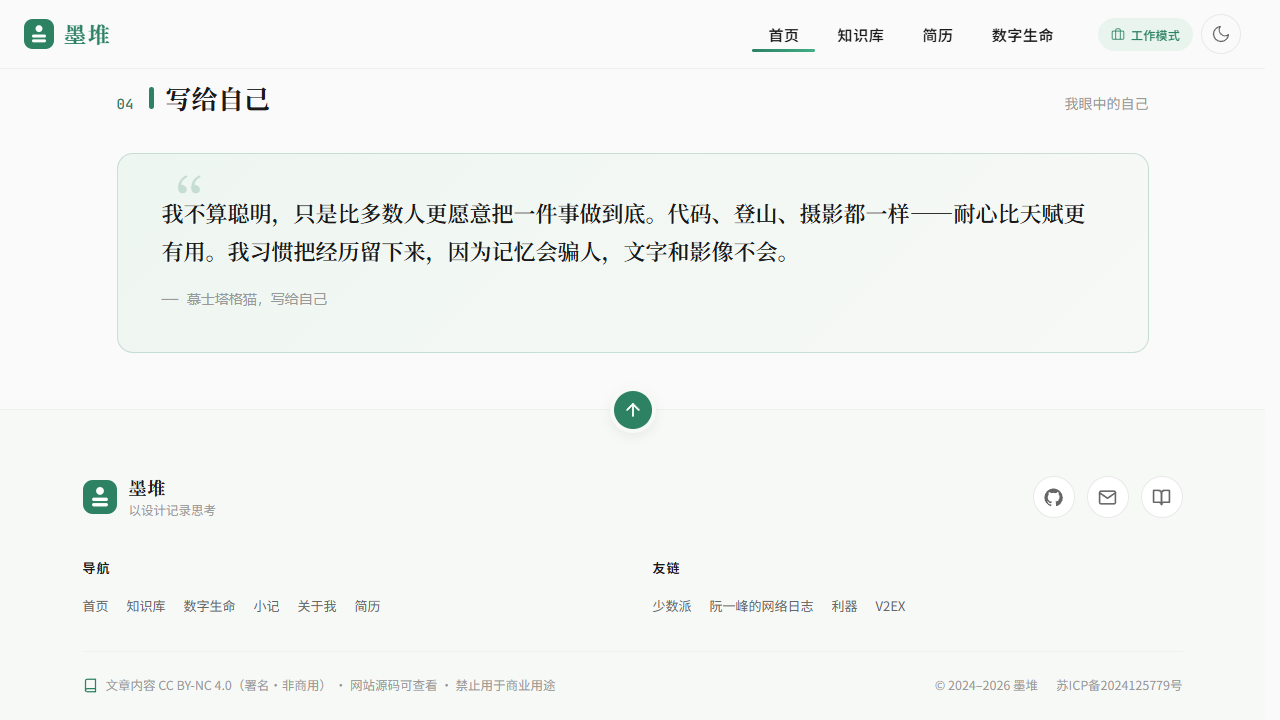 墨堆
首页 知识库 简历 数字生命 工作模式
04 写给自己 我眼中的自己
“
我不算聪明，只是比多数人更愿意把一件事做到底。代码、登山、摄影都一样——耐心比天赋更
有用。我习惯把经历留下来，因为记忆会骗人，文字和影像不会。
— 慕士塔格猫，写给自己
墨堆
以设计记录思考
导航
首页 知识库 数字生命 小记 关于我 简历
友链
少数派 阮一峰的网络日志 利器 V2EX
文章内容 CC BY-NC 4.0（署名·非商用） · 网站源码可查看 · 禁止用于商业用途
© 2024–2026 墨堆 苏ICP备2024125779号